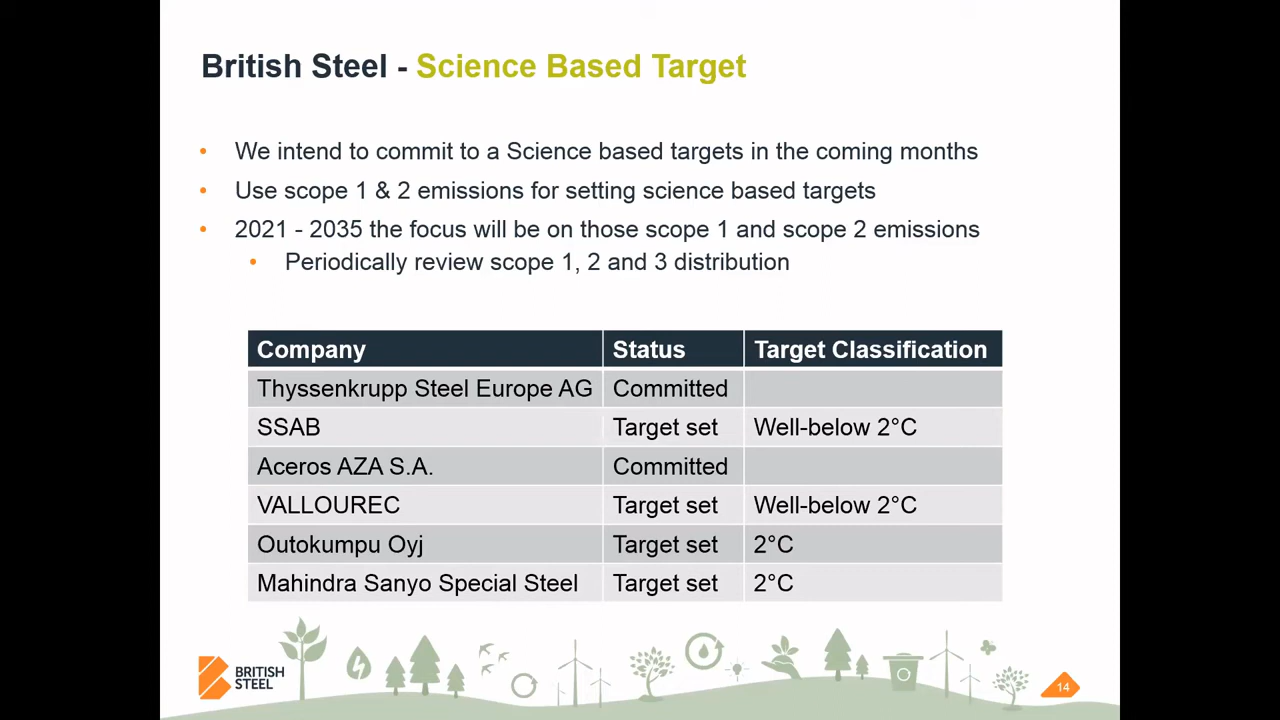 British Steel - Science Based Target
• We intend to commit to a Science based targets in the coming months
• Use scope 1 & 2 emissions for setting science based targets
• 2021 - 2035 the focus will be on those scope 1 and scope 2 emissions
• Periodically review scope 1, 2 and 3 distribution
Company Status Target Classification
Thyssenkrupp Steel Europe AG Committed
SSAB Target set Well-below 2°C
Aceros AZA S.A. Committed
VALLOUREC Target set Well-below 2°C
Outokumpu Oyj Target set 2°C
Mahindra Sanyo Special Steel Target set 2°C
BRITISH
STEEL
14